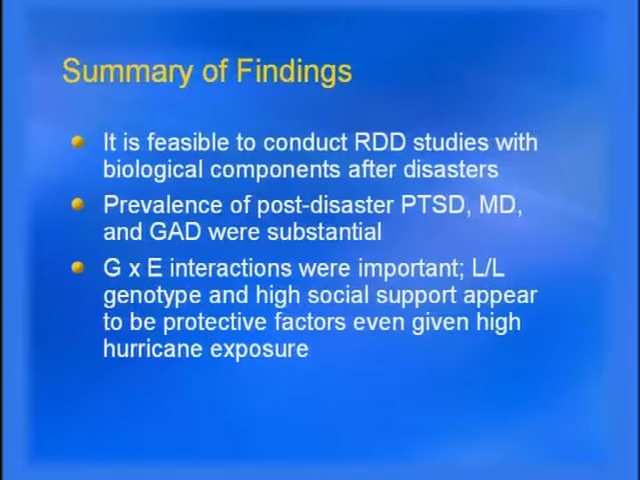 Summary of Findings
It is feasible to conduct RDD studies with
biological components after disasters
Prevalence of post-disaster PTSD, MD,
and GAD were substantial
G x E interactions were important; L/L
genotype and high social support appear
to be protective factors even given high
hurricane exposure